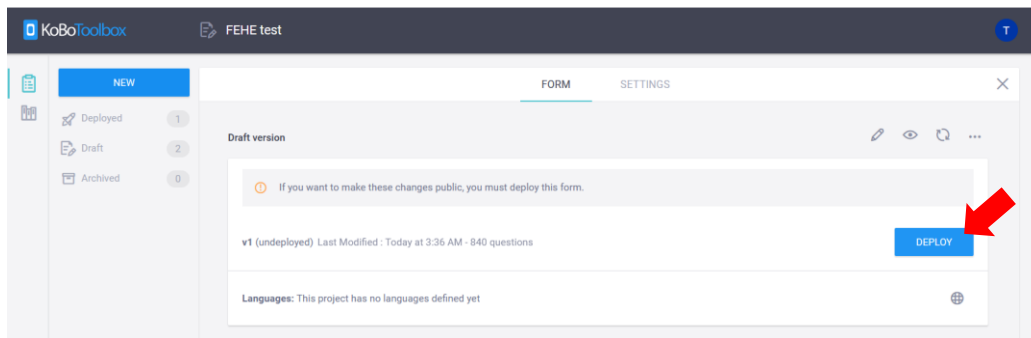 KoBoToolbox
FEHE test
T
NEW
Deployed 1
Draft 2
Archived 0
FORM SETTINGS
Draft version
If you want to make these changes public, you must deploy this form.
v1 (undeployed) Last Modified : Today at 3:36 AM - 840 questions
DEPLOY
Languages: This project has no languages defined yet